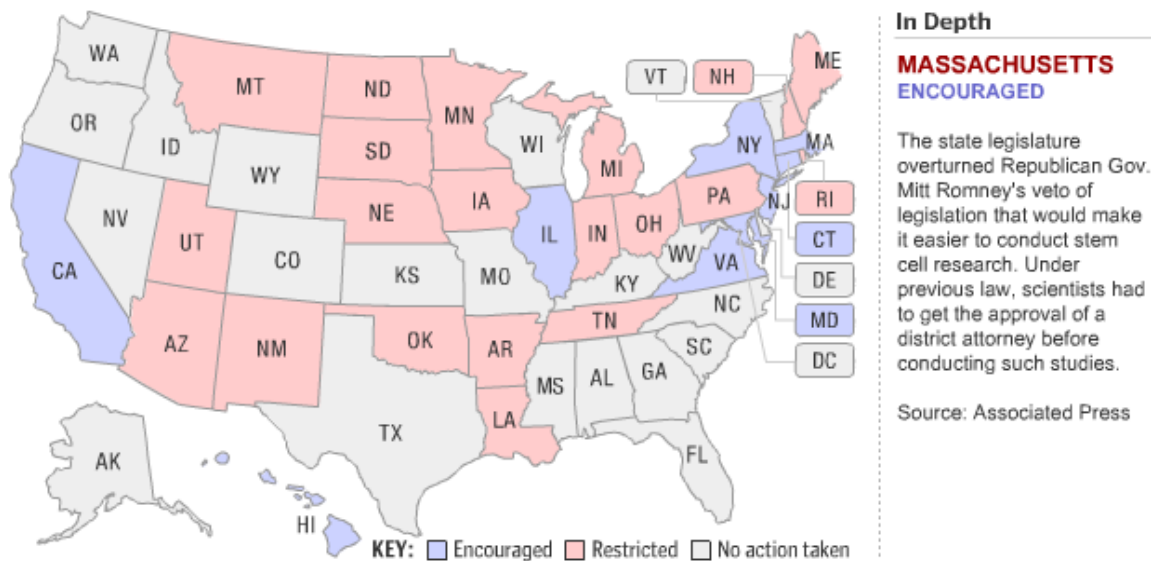 WA
OR
ID
MT
ND
MN
SD
WY
WI
NE
IA
MI
NV
UT
CO
CA
KS
MO
IL
IN
OH
PA
NY
VT
NH
ME
MA
RI
NJ
CT
DE
MD
DC
WV
VA
KY
NC
TN
SC
AZ
NM
OK
AR
MS
AL
GA
LA
TX
FL
AK
HI
KEY: Encouraged Restricted No action taken
In Depth
MASSACHUSETTS
ENCOURAGED
The state legislature
overturned Republican Gov.
Mitt Romney's veto of
legislation that would make
it easier to conduct stem
cell research. Under
previous law, scientists had
to get the approval of a
district attorney before
conducting such studies.
Source: Associated Press